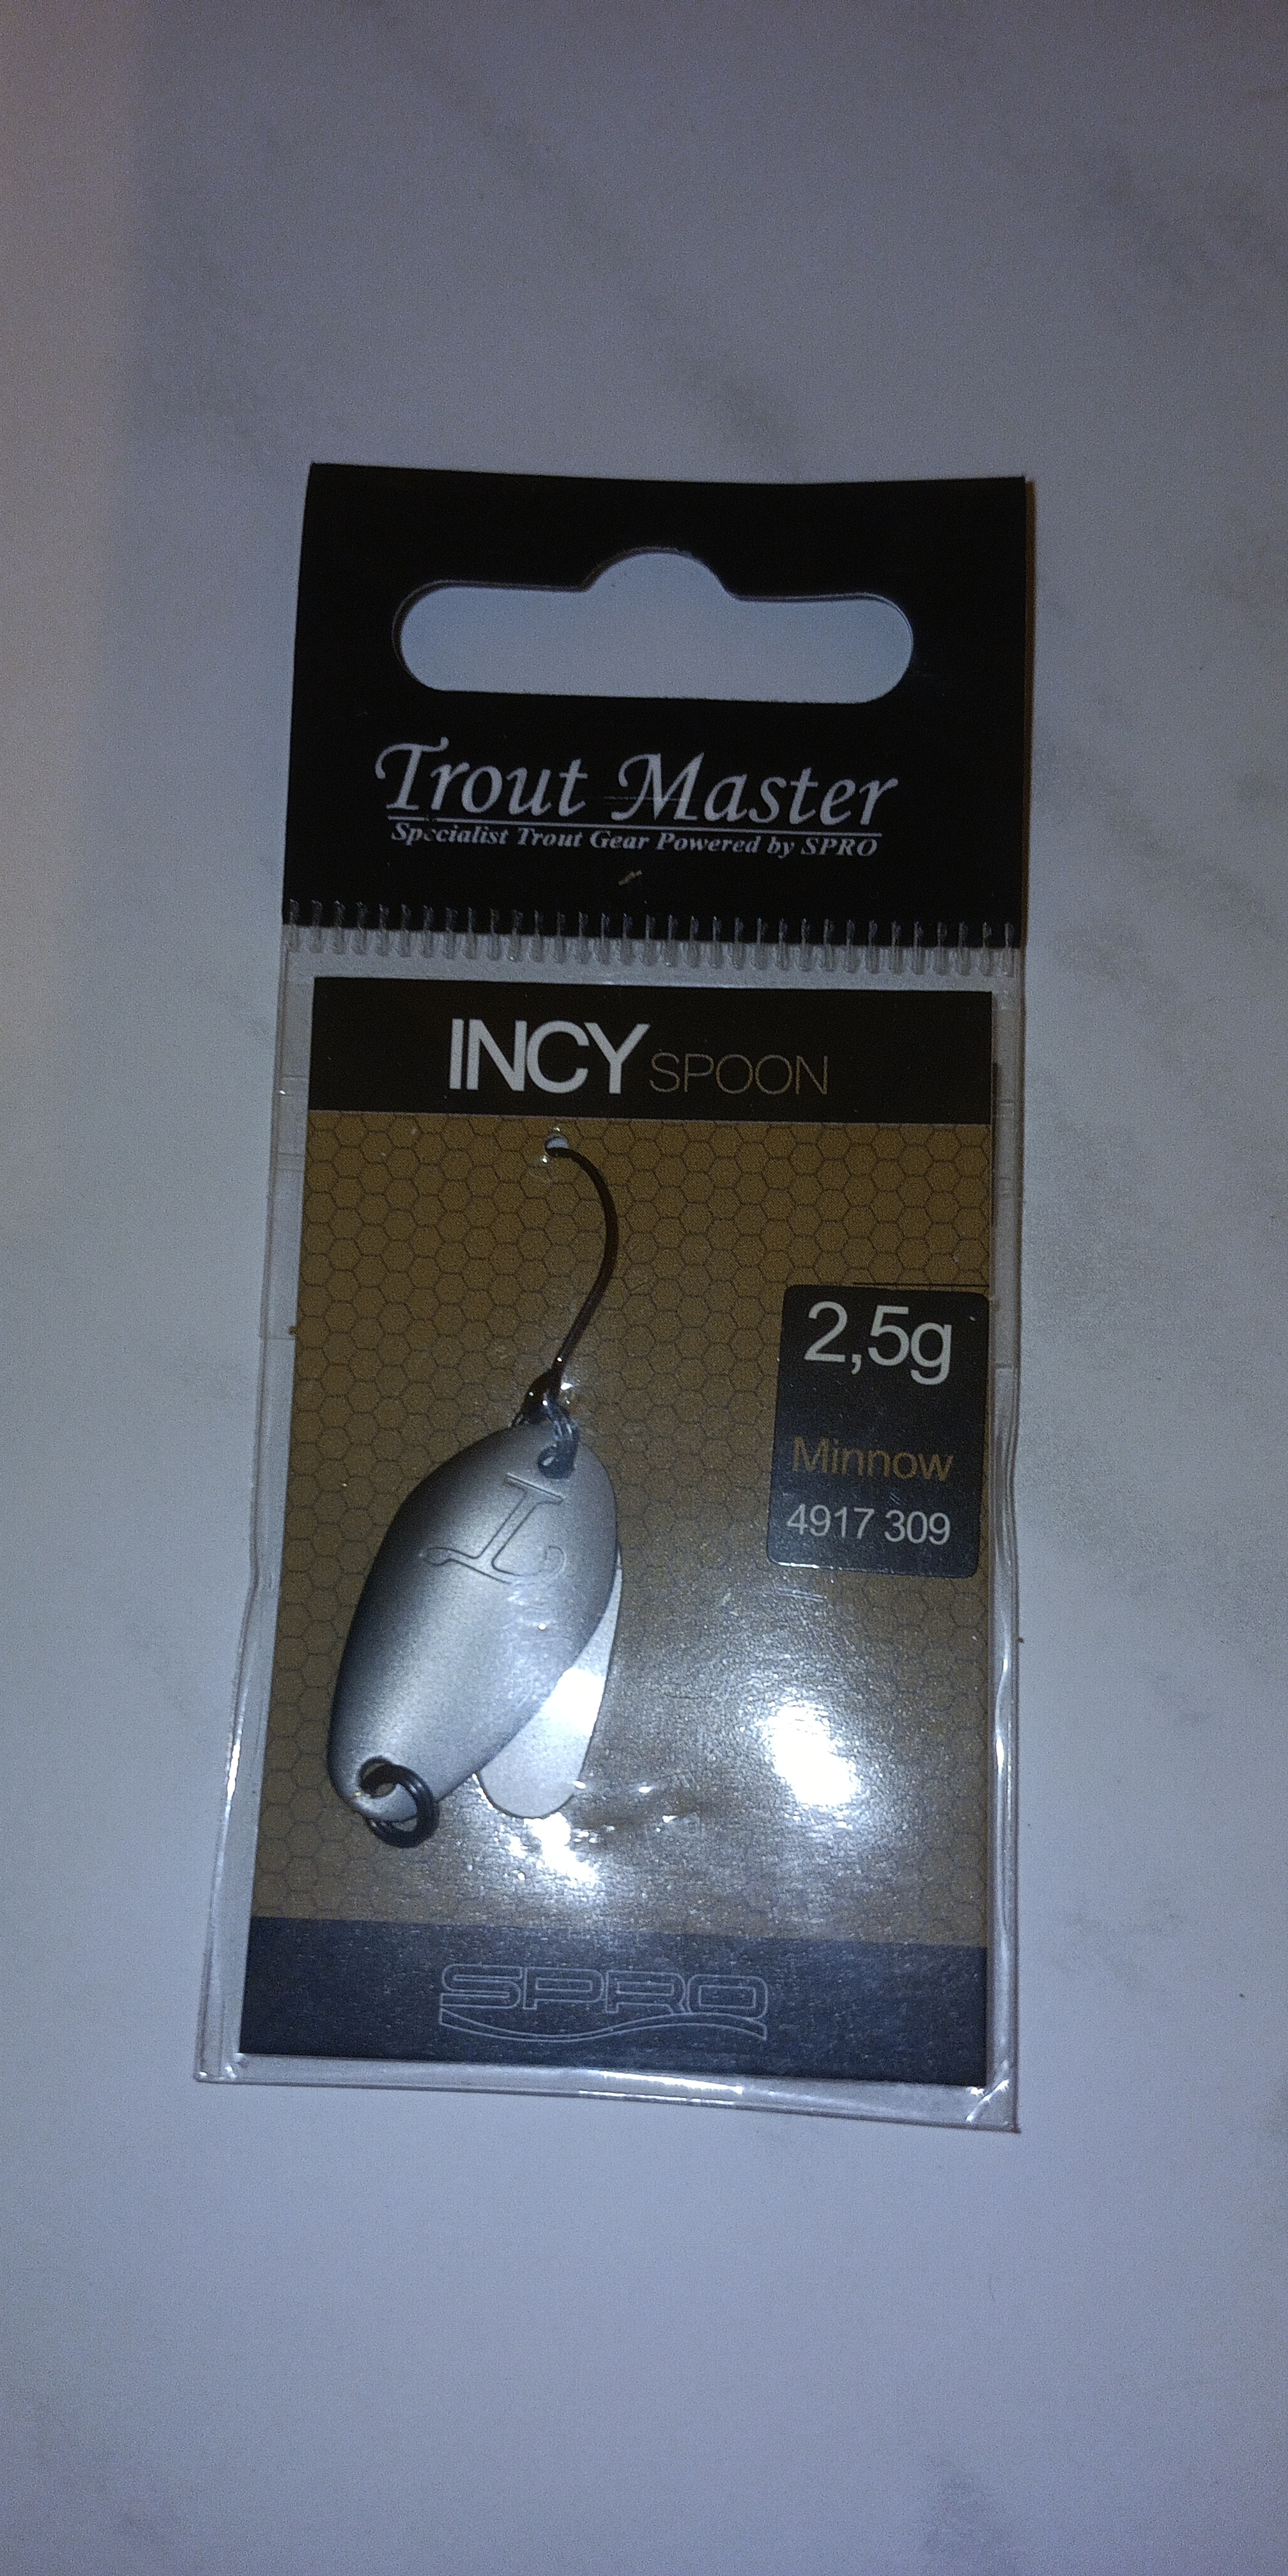 Trout Master
Specialist Trout Gear Powered by SPRO
INCY SPOON
2,5g
Minnow
4917 309
SPRO